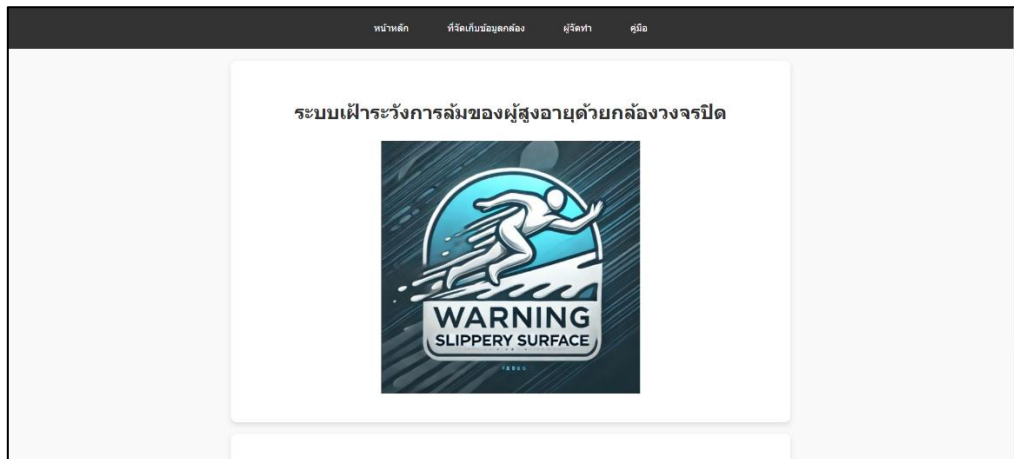 หน้าหลัก ที่จัดเก็บข้อมูลกล้อง ผู้จัดทำ คู่มือ
ระบบเฝ้าระวังการล้มของผู้สูงอายุด้วยกล้องวงจรปิด
WARNING
SLIPPERY SURFACE